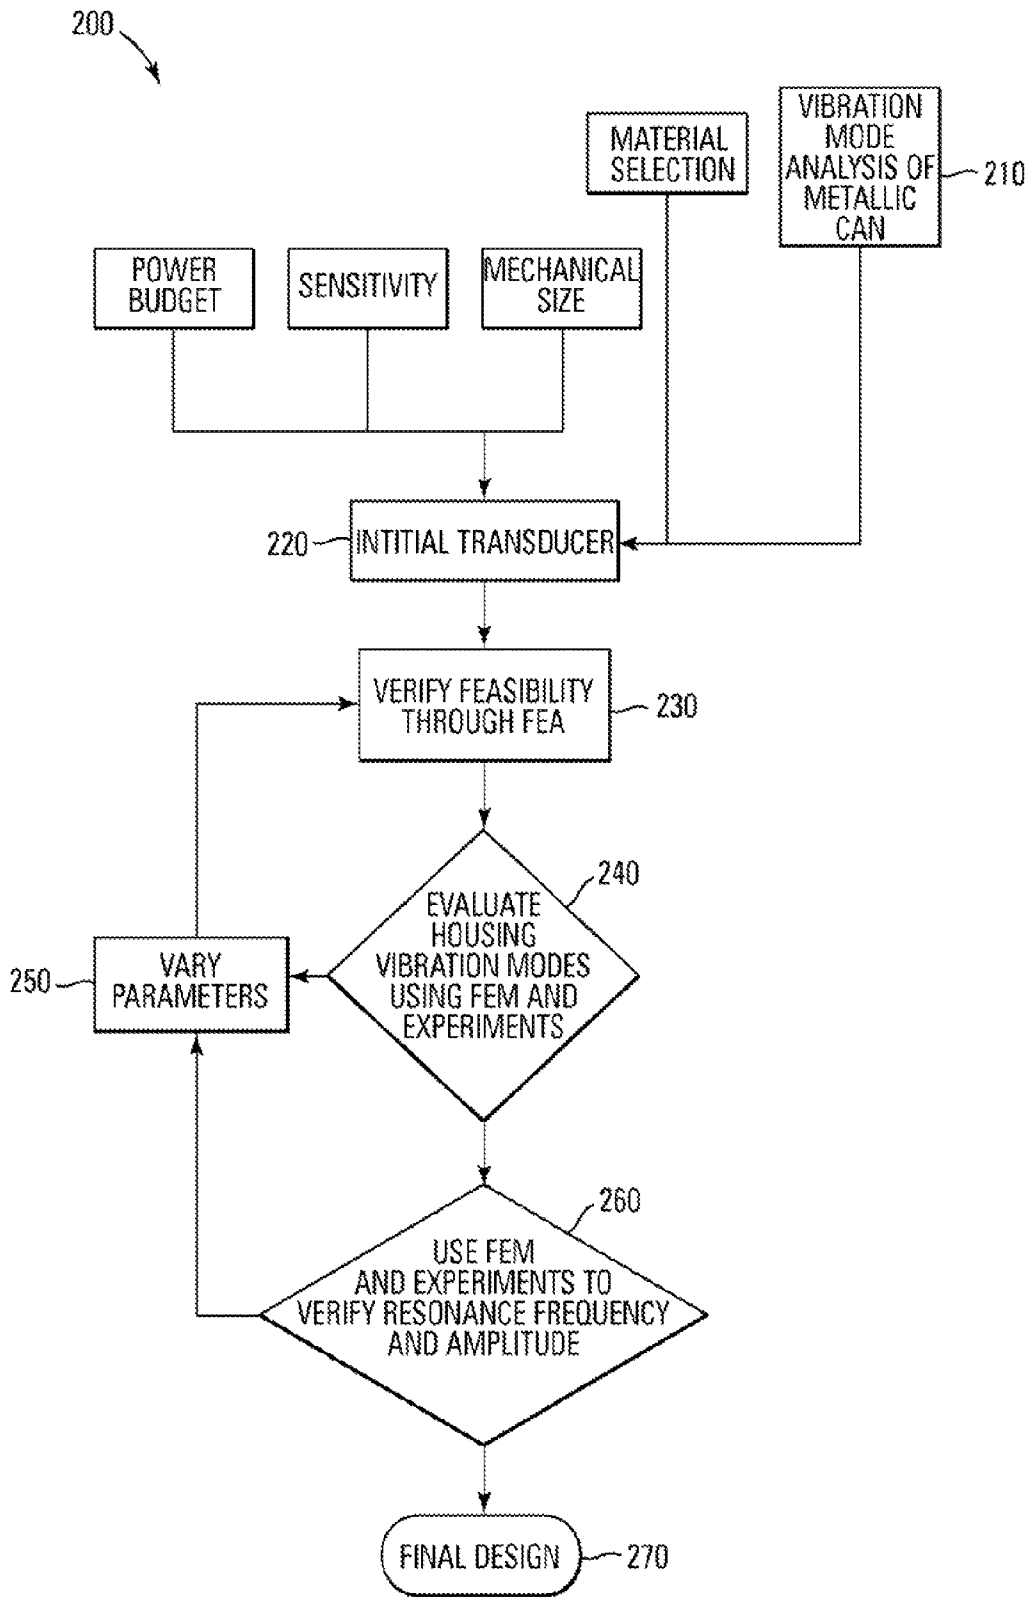 200
VIBRATION
MODE
ANALYSIS OF
METALLIC
CAN
210
MATERIAL
SELECTION
POWER
BUDGET
SENSITIVITY
MECHANICAL
SIZE
220
INTITIAL TRANSDUCER
VERIFY FEASIBILITY
THROUGH FEA
230
240
EVALUATE
HOUSING
VIBRATION MODES
USING FEM AND
EXPERIMENTS
250
VARY
PARAMETERS
260
USE FEM
AND EXPERIMENTS TO
VERIFY RESONANCE FREQUENCY
AND AMPLITUDE
FINAL DESIGN
270